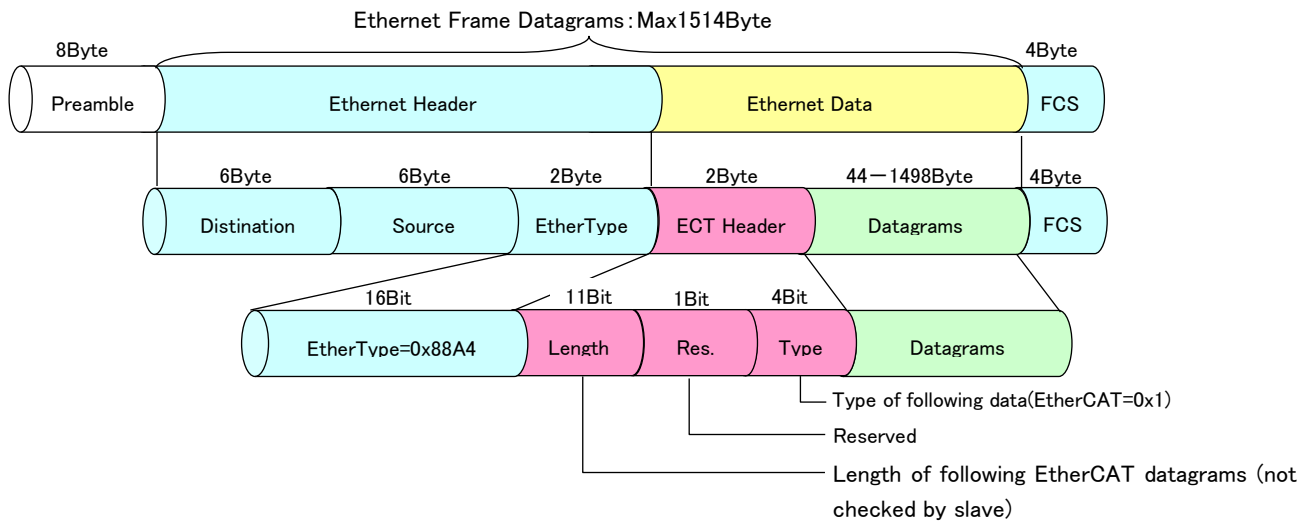 Ethernet Frame Datagrams:Max1514Byte
8Byte
4Byte
Preamble
Ethernet Header
Ethernet Data
FCS
6Byte
6Byte
2Byte
2Byte
44－1498Byte
4Byte
Distination
Source
EtherType
ECT Header
Datagrams
FCS
16Bit
11Bit
1Bit
4Bit
EtherType=0x88A4
Length
Res.
Type
Datagrams
Type of following data(EtherCAT=0x1)
Reserved
Length of following EtherCAT datagrams (not
checked by slave)